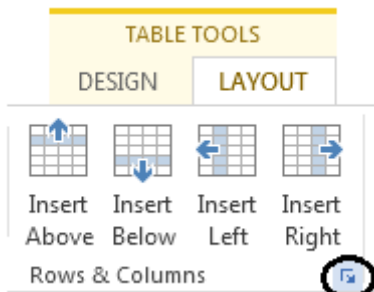 TABLE TOOLS
DESIGN LAYOUT
Insert Insert Insert Insert
Above Below Left Right
Rows & Columns